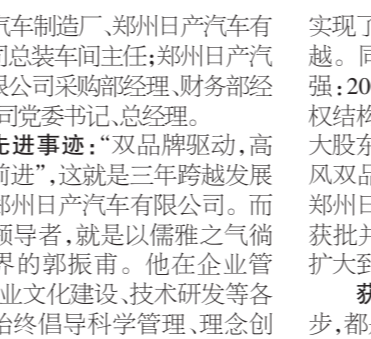 汽车制造厂、郑州日产汽车有
司总装车间主任;郑州日产汽
限公司采购部经理、财务部经
司党委书记、总经理。
先进事迹:“双品牌驱动,高
前进”,这就是三年跨越发展
郑州日产汽车有限公司。而
领导者,就是以儒雅之气徜
界的郭振甫。他在企业管
业文化建设、技术研发等各
始终倡导科学管理、理念创
实现了
越。同
强:20
权结构
大股东
风双品
郑州日
获批并
扩大到
获
步,都